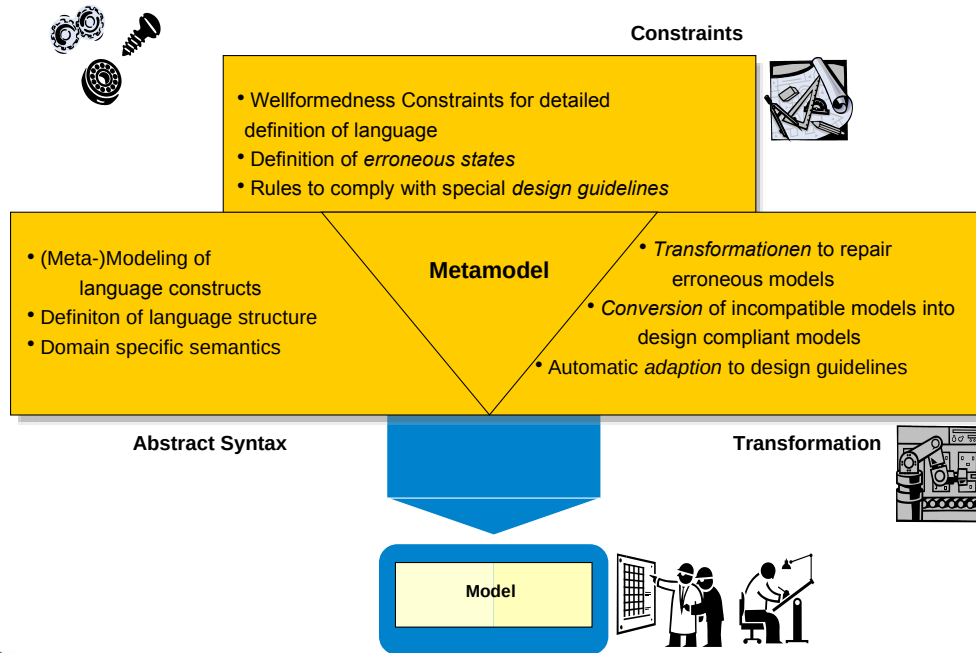 Constraints
• Wellformedness Constraints for detailed
definition of language
• Definition of erroneous states
• Rules to comply with special design guidelines
• (Meta-)Modeling of
language constructs
• Definiton of language structure
• Domain specific semantics
Metamodel
• Transformationen to repair
erroneous models
• Conversion of incompatible models into
design compliant models
• Automatic adaption to design guidelines
Abstract Syntax
Transformation
Model